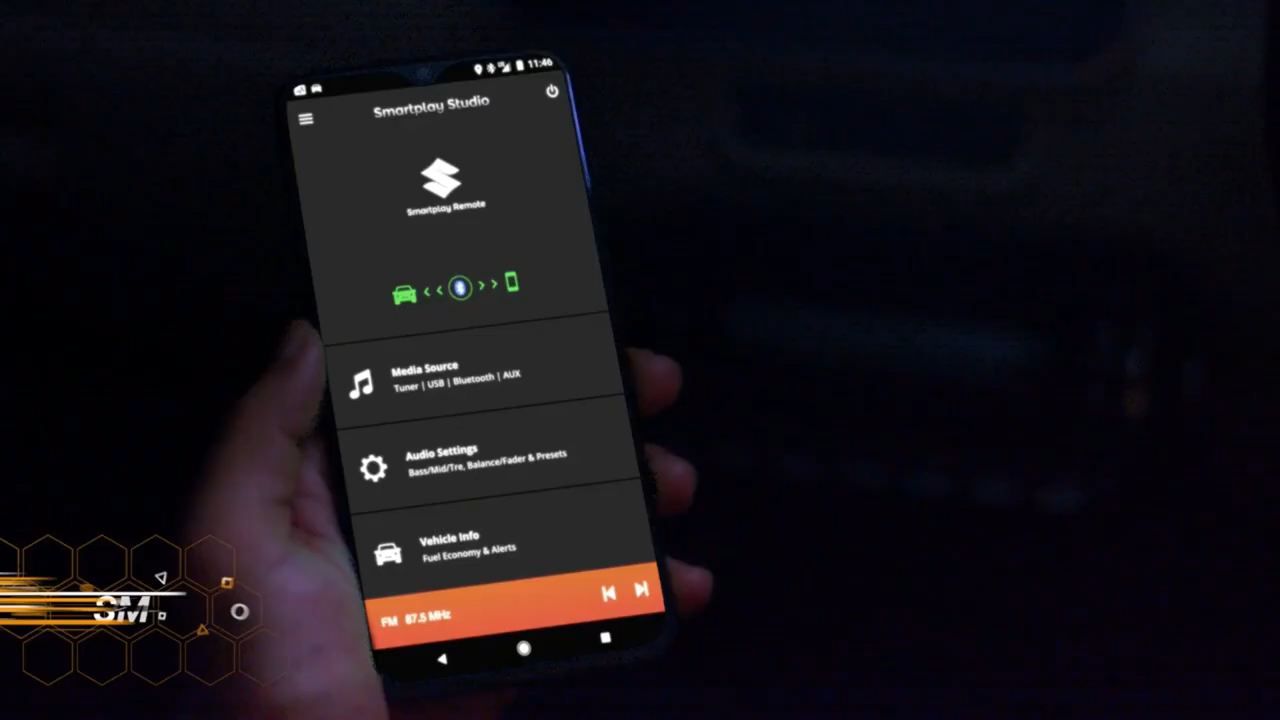 11:46
Smartplay Studio
Smartplay Remote
Media Source
Tuner | USB | Bluetooth | AUX
Audio Settings
Bass/Mid/Tre, Balance/Fader & Presets
Vehicle Info
Fuel Economy & Alerts
FM 87.5 MHz
SM